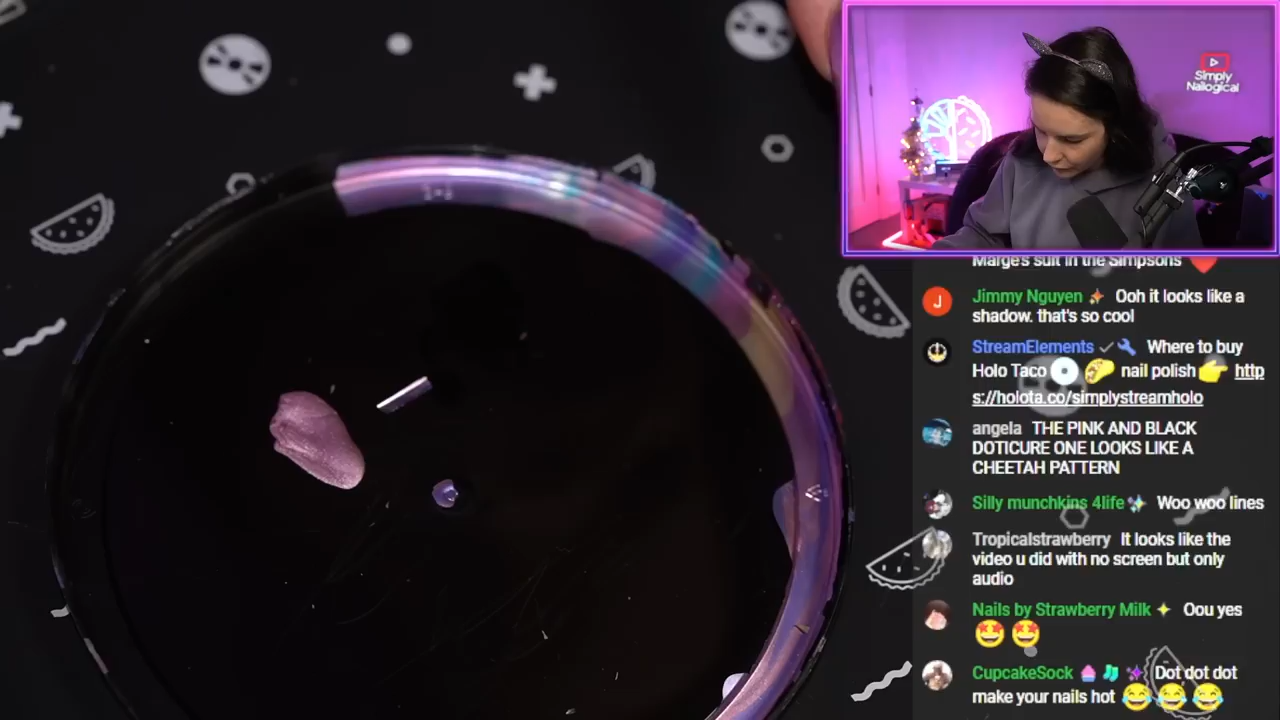 Simply
Nailogical
Marge's suit in the Simpsons
Jimmy Nguyen Ooh it looks like a
shadow. that's so cool
StreamElements Where to buy
Holo Taco nail polish http
s://holota.co/simplystreamholo
angela THE PINK AND BLACK
DOTICURE ONE LOOKS LIKE A
CHEETAH PATTERN
Silly munchkins 4life Woo woo lines
Tropicalstrawberry It looks like the
video u did with no screen but only
audio
Nails by Strawberry Milk Oou yes
CupcakeSock Dot dot dot
make your nails hot